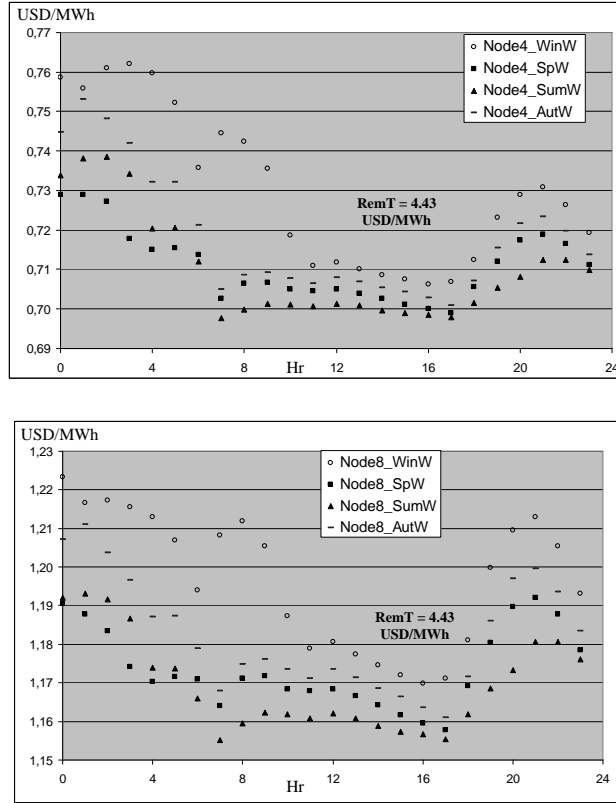 USD/MWh
0,77
0,76
0,75
0,74
0,73
0,72
0,71
0,70
0,69
Node4_WinW
Node4_SpW
Node4_SumW
Node4_AutW
RemT = 4.43
USD/MWh
0 4 8 12 16 20 24
Hr
USD/MWh
1,23
1,22
1,21
1,20
1,19
1,18
1,17
1,16
1,15
Node8_WinW
Node8_SpW
Node8_SumW
Node8_AutW
RemT = 4.43
USD/MWh
0 4 8 12 16 20 24
Hr